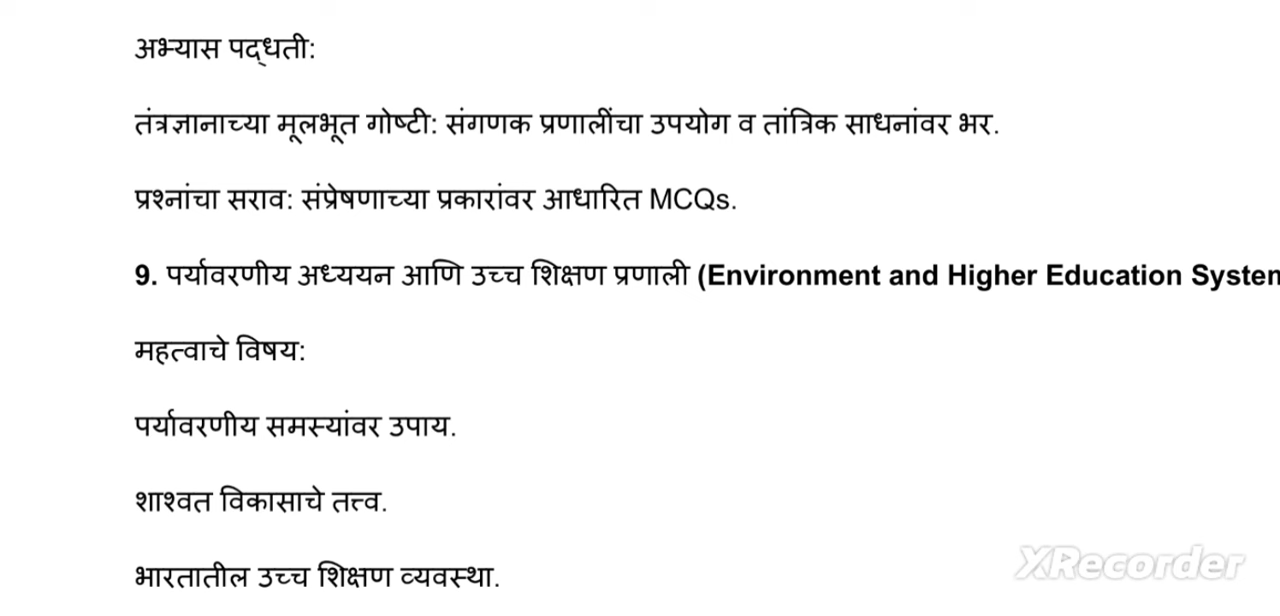 अभ्यास पद्धती:
तंत्रज्ञानाच्या मूलभूत गोष्टी: संगणक प्रणालींचा उपयोग व तांत्रिक साधनांवर भर.
प्रश्नांचा सराव: संप्रेषणाच्या प्रकारांवर आधारित MCQs.
9. पर्यावरणीय अध्ययन आणि उच्च शिक्षण प्रणाली (Environment and Higher Education System
महत्वाचे विषय:
पर्यावरणीय समस्यांवर उपाय.
शाश्वत विकासाचे तत्त्व.
भारतातील उच्च शिक्षण व्यवस्था.
XRecorder